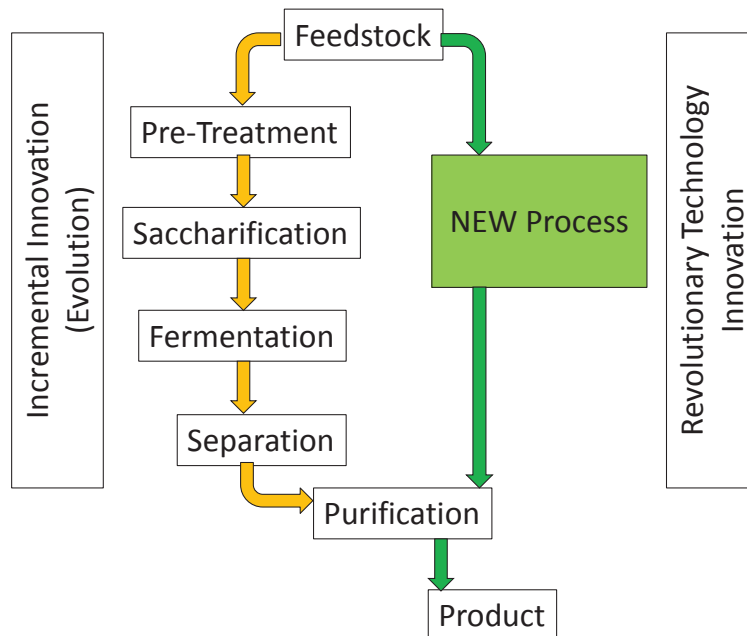 Feedstock
Incremental Innovation
(Evolution)
Pre-Treatment
Saccharification
Fermentation
Separation
NEW Process
Revolutionary Technology
Innovation
Purification
Product